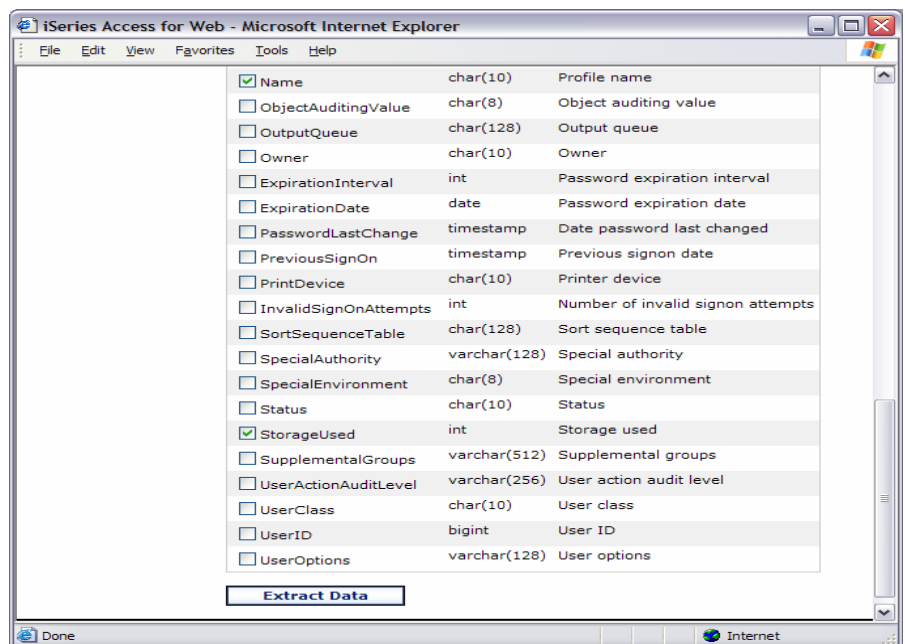 iSeries Access for Web - Microsoft Internet Explorer
File Edit View Favorites Tools Help
Name char(10) Profile name
ObjectAuditingValue char(8) Object auditing value
OutputQueue char(128) Output queue
Owner char(10) Owner
ExpirationInterval int Password expiration interval
ExpirationDate date Password expiration date
PasswordLastChange timestamp Date password last changed
PreviousSignOn timestamp Previous signon date
PrintDevice char(10) Printer device
InvalidSignOnAttempts int Number of invalid signon attempts
SortSequenceTable char(128) Sort sequence table
SpecialAuthority varchar(128) Special authority
SpecialEnvironment char(8) Special environment
Status char(10) Status
StorageUsed int Storage used
SupplementalGroups varchar(512) Supplemental groups
UserActionAuditLevel varchar(256) User action audit level
UserClass char(10) User class
UserID bigint User ID
UserOptions varchar(128) User options
Extract Data
Done Internet